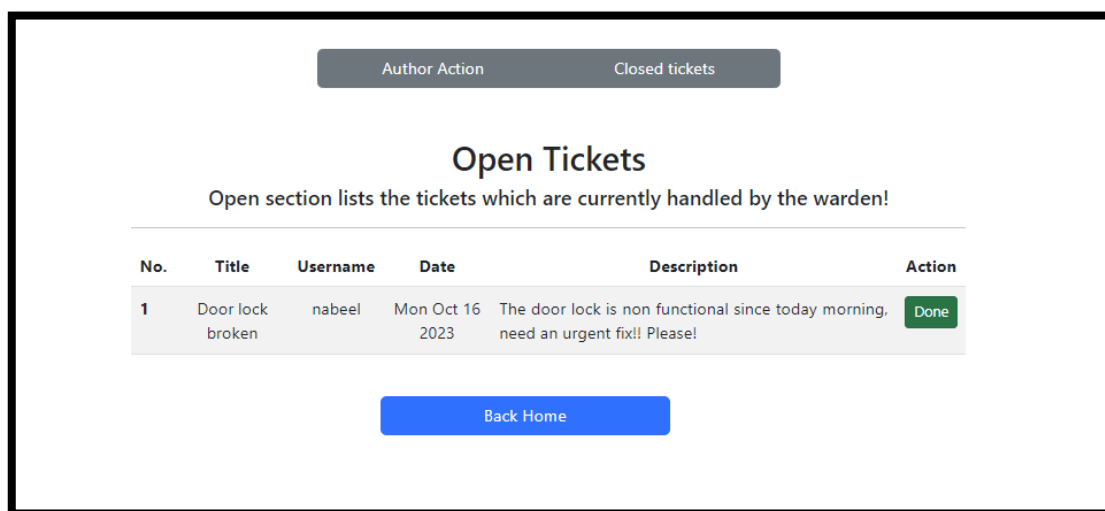 Author Action Closed tickets
Open Tickets
Open section lists the tickets which are currently handled by the warden!
No. Title Username Date Description Action
1 Door lock nabeel Mon Oct 16 The door lock is non functional since today morning, Done
broken 2023 need an urgent fix!! Please!
Back Home